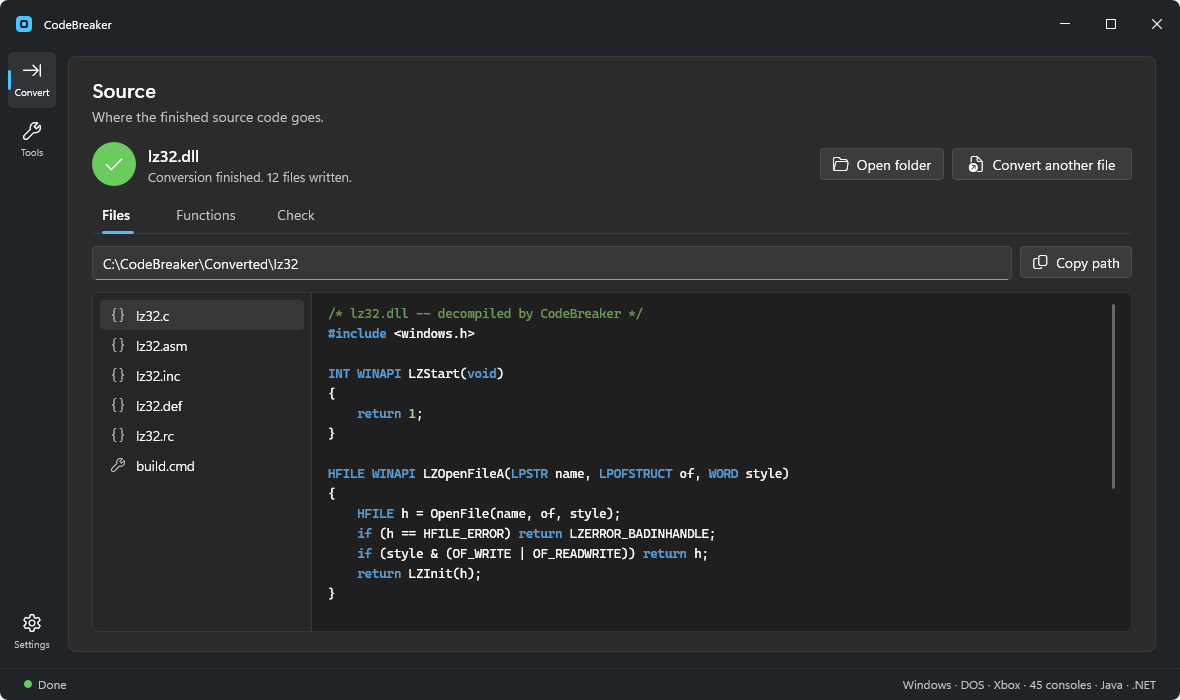 CodeBreaker
Convert
Tools
Settings
Source
Where the finished source code goes.
lz32.dll
Conversion finished. 12 files written.
Open folder
Convert another file
Files
Functions
Check
C:\CodeBreaker\Converted\lz32
Copy path
{} lz32.c
{} lz32.asm
{} lz32.inc
{} lz32.def
{} lz32.rc
build.cmd
/* lz32.dll -- decompiled by CodeBreaker */
#include <windows.h>

INT WINAPI LZStart(void)
{
    return 1;
}

HFILE WINAPI LZOpenFileA(LPSTR name, LPOFSTRUCT of, WORD style)
{
    HFILE h = OpenFile(name, of, style);
    if (h == HFILE_ERROR) return LZERROR_BADINHANDLE;
    if (style & (OF_WRITE | OF_READWRITE)) return h;
    return LZInit(h);
}
Done
Windows · DOS · Xbox · 45 consoles · Java · .NET